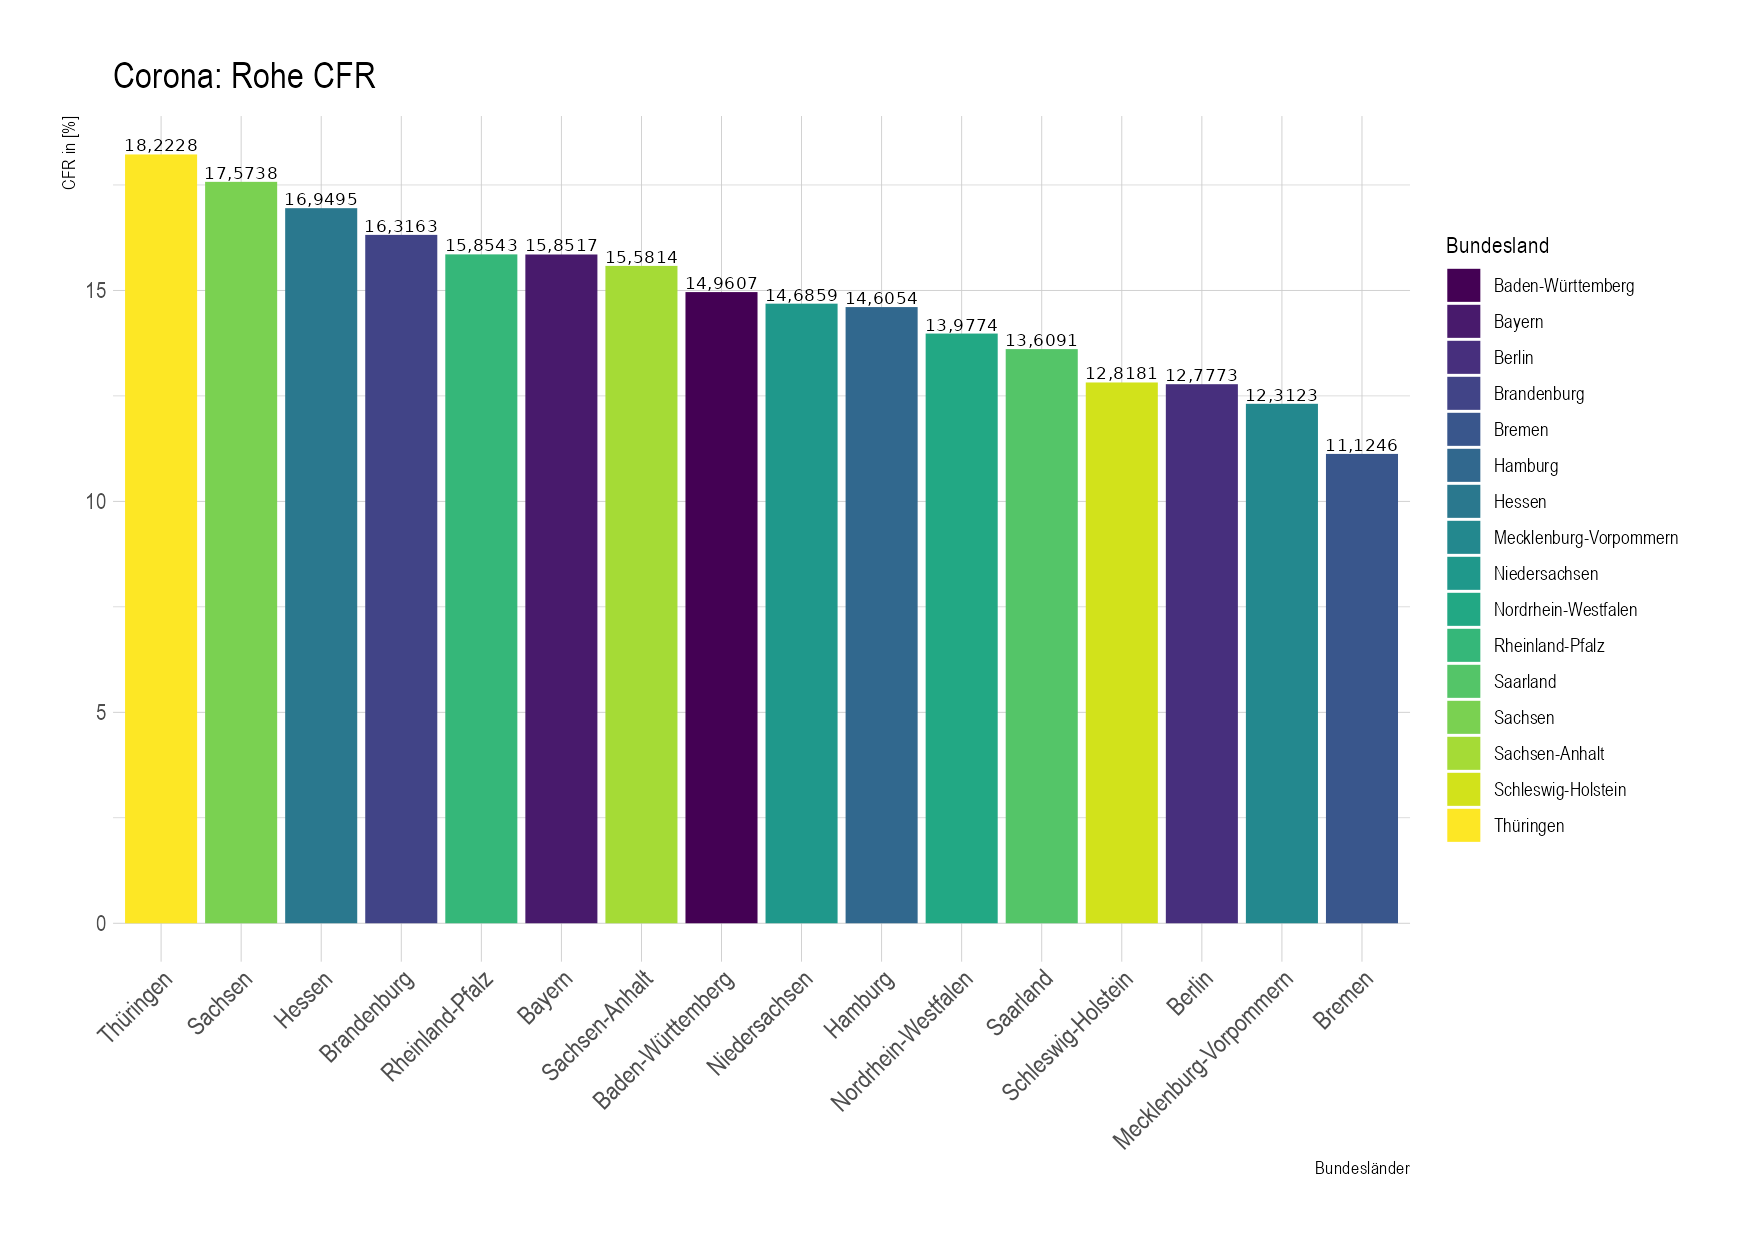 Corona: Rohe CFR
CFR in [%]
18,2228
17,5738
16,9495
16,3163
15,8543
15,8517
15,5814
14,9607
14,6859
14,6054
13,9774
13,6091
12,8181
12,7773
12,3123
11,1246
15
10
5
0
Thüringen
Sachsen
Hessen
Brandenburg
Rheinland-Pfalz
Bayern
Sachsen-Anhalt
Baden-Württemberg
Niedersachsen
Hamburg
Nordrhein-Westfalen
Saarland
Schleswig-Holstein
Berlin
Mecklenburg-Vorpommern
Bremen
Bundesländer
Bundesland
Baden-Württemberg
Bayern
Berlin
Brandenburg
Bremen
Hamburg
Hessen
Mecklenburg-Vorpommern
Niedersachsen
Nordrhein-Westfalen
Rheinland-Pfalz
Saarland
Sachsen
Sachsen-Anhalt
Schleswig-Holstein
Thüringen